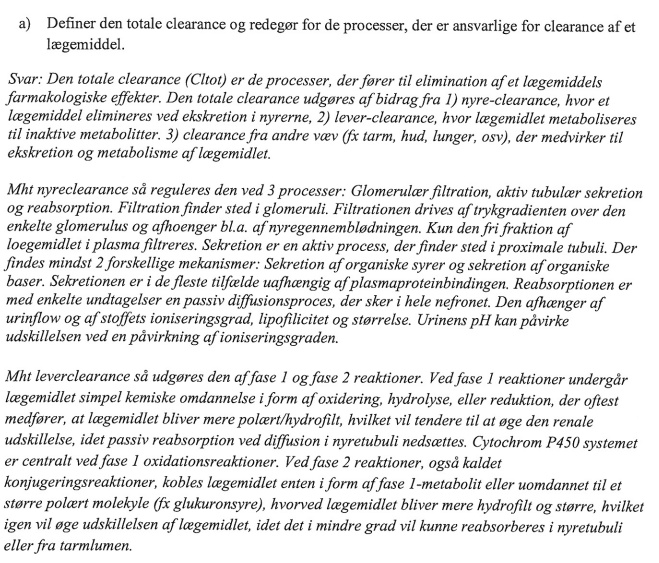 a) Definer den totale clearance og redegør for de processer, der er ansvarlige for clearance af et
lægemiddel.
Svar: Den totale clearance (Cltot) er de processer, der fører til elimination af et lægemiddels
farmakologiske effekter. Den totale clearance udgøres af bidrag fra 1) nyre-clearance, hvor et
lægemiddel elimineres ved ekskretion i nyrerne, 2) lever-clearance, hvor lægemidlet metaboliseres
til inaktive metabolitter. 3) clearance fra andre væv (fx tarm, hud, lunger, osv), der medvirker til
ekskretion og metabolisme af lægemidlet.
Mht nyreclearance så reguleres den ved 3 processer: Glomerulær filtration, aktiv tubulær sekretion
og reabsorption. Filtration finder sted i glomeruli. Filtrationen drives af trykgradienten over den
enkelte glomerulus og afhoenger bl.a. af nyregennemblødningen. Kun den fri fraktion af
loegemidlet i plasma filtreres. Sekretion er en aktiv process, der finder sted i proximale tubuli. Der
findes mindst 2 forskellige mekanismer: Sekretion af organiske syrer og sekretion af organiske
baser. Sekretionen er i de fleste tilfælde uafhængig af plasmaproteinbindingen. Reabsorptionen er
med enkelte undtagelser en passiv diffusionsproces, der sker i hele nefronet. Den afhænger af
urinflow og af stoffets ioniseringsgrad, lipofilicitet og størrelse. Urinens pH kan påvirke
udskillelsen ved en påvirkning af ioniseringsgraden.
Mht leverclearance så udgøres den af fase 1 og fase 2 reaktioner. Ved fase 1 reaktioner undergår
lægemidlet simpel kemiske omdannelse i form af oxidering, hydrolyse, eller reduktion, der oftest
medfører, at lægemidlet bliver mere polært/hydrofilt, hvilket vil tendere til at øge den renale
udskillelse, idet passiv reabsorption ved diffusion i nyretubuli nedsættes. Cytochrom P450 systemet
er centralt ved fase 1 oxidationsreaktioner. Ved fase 2 reaktioner, også kaldet
konjugeringsreaktioner, kobles lægemidlet enten i form af fase 1-metabolit eller uomdannet til et
større polært molekyle (fx glukuronsyre), hvorved lægemidlet bliver mere hydrofilt og større, hvilket
igen vil øge udskillelsen af lægemidlet, idet det i mindre grad vil kunne reabsorberes i nyretubuli
eller fra tarmlumen.